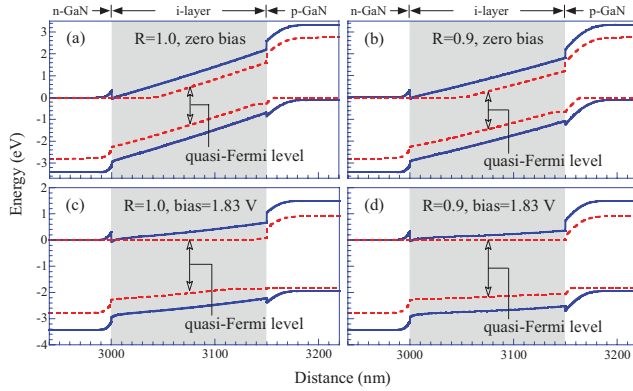 n-GaN i-layer p-GaN n-GaN i-layer p-GaN
(a) R=1.0, zero bias (b) R=0.9, zero bias
3
2
1
0
-1
-2
-3
quasi-Fermi level quasi-Fermi level
Energy (eV)
(c) R=1.0, bias=1.83 V (d) R=0.9, bias=1.83 V
2
1
0
-1
-2
-3
-4
quasi-Fermi level quasi-Fermi level
3000 3100 3200 3000 3100 3200
Distance (nm) Distance (nm)